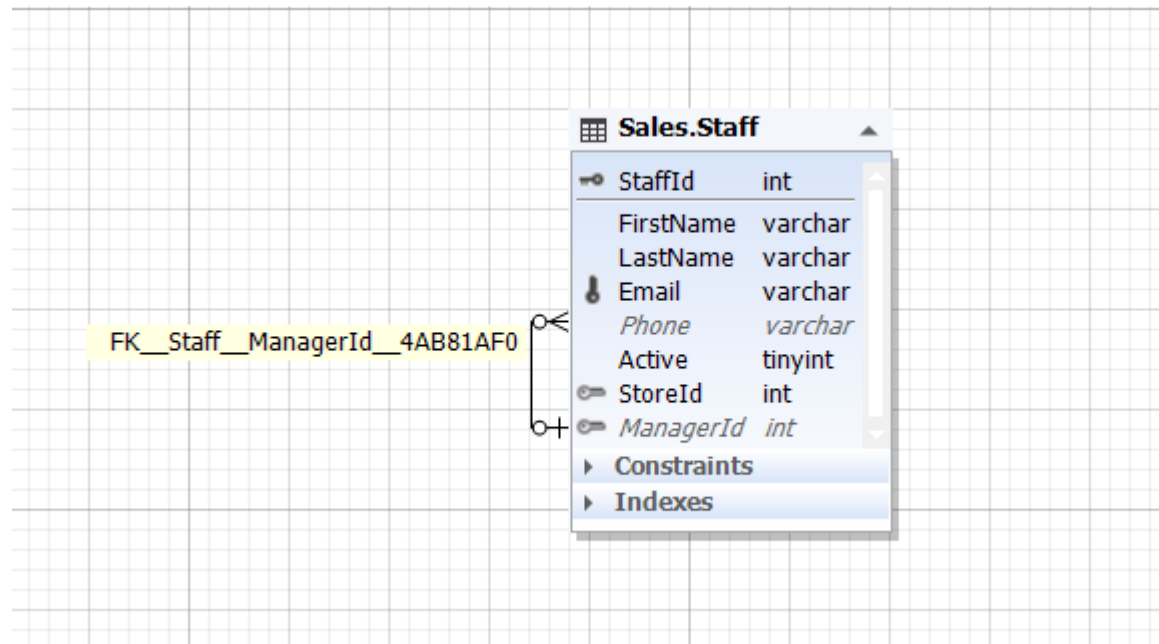 Sales.Staff
StaffId int
FirstName varchar
LastName varchar
Email varchar
Phone varchar
FK__Staff__ManagerId__4AB81AF0
Active tinyint
StoreId int
ManagerId int
Constraints
Indexes